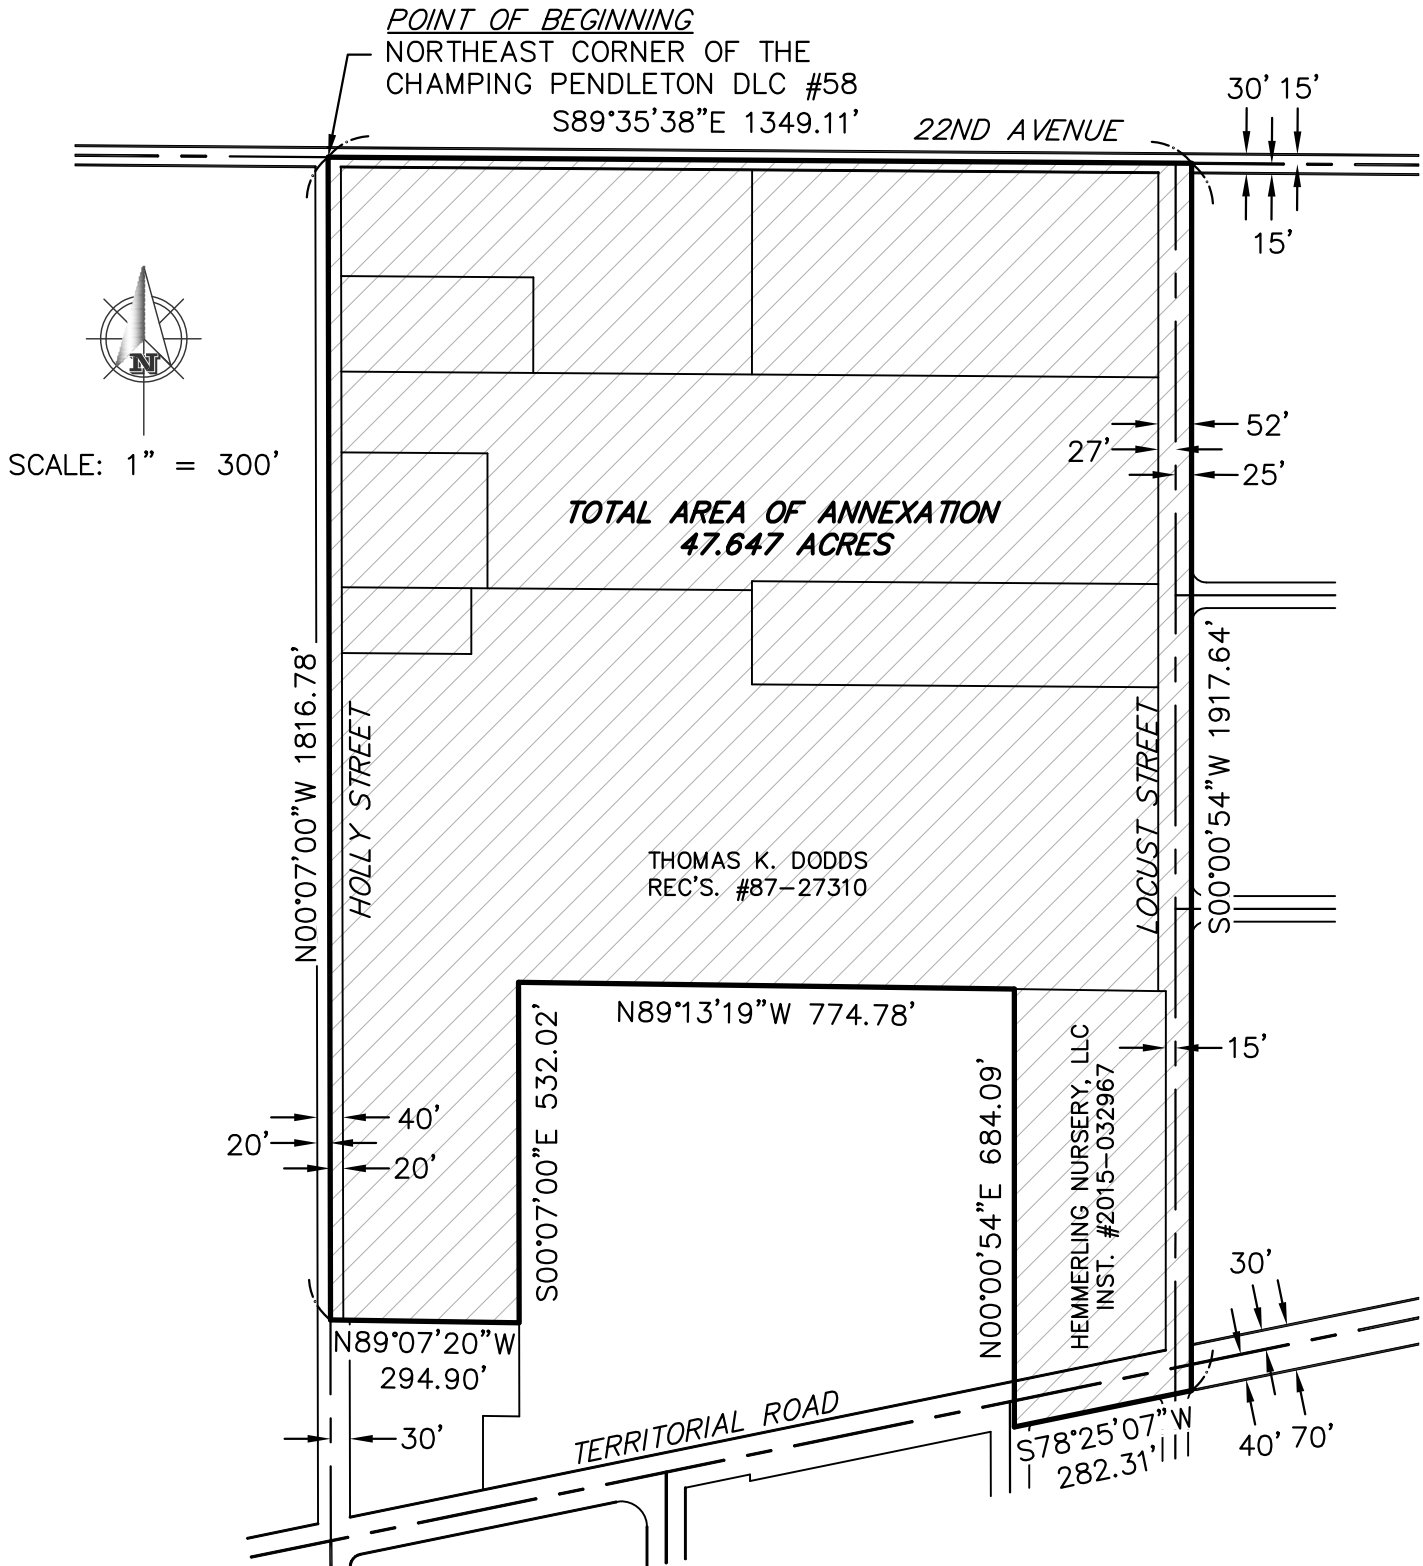 POINT OF BEGINNING
NORTHEAST CORNER OF THE
CHAMPING PENDLETON DLC #58
S89°35'38"E 1349.11'
22ND AVENUE
30' 15'
15'
N
SCALE: 1" = 300'
52'
27'
25'
TOTAL AREA OF ANNEXATION
47.647 ACRES
N00°07'00"W 1816.78'
HOLLY STREET
LOCUST STREET
S00°00'54"W 1917.64'
THOMAS K. DODDS
REC'S. #87-27310
N89°13'19"W 774.78'
S00°07'00"E 532.02'
N00°00'54"E 684.09'
HEMMERLING NURSERY, LLC
INST. #2015-032967
15'
40'
20'
20'
30'
N89°07'20"W
294.90'
30'
TERRITORIAL ROAD
S78°25'07"W
282.31'
40' 70'